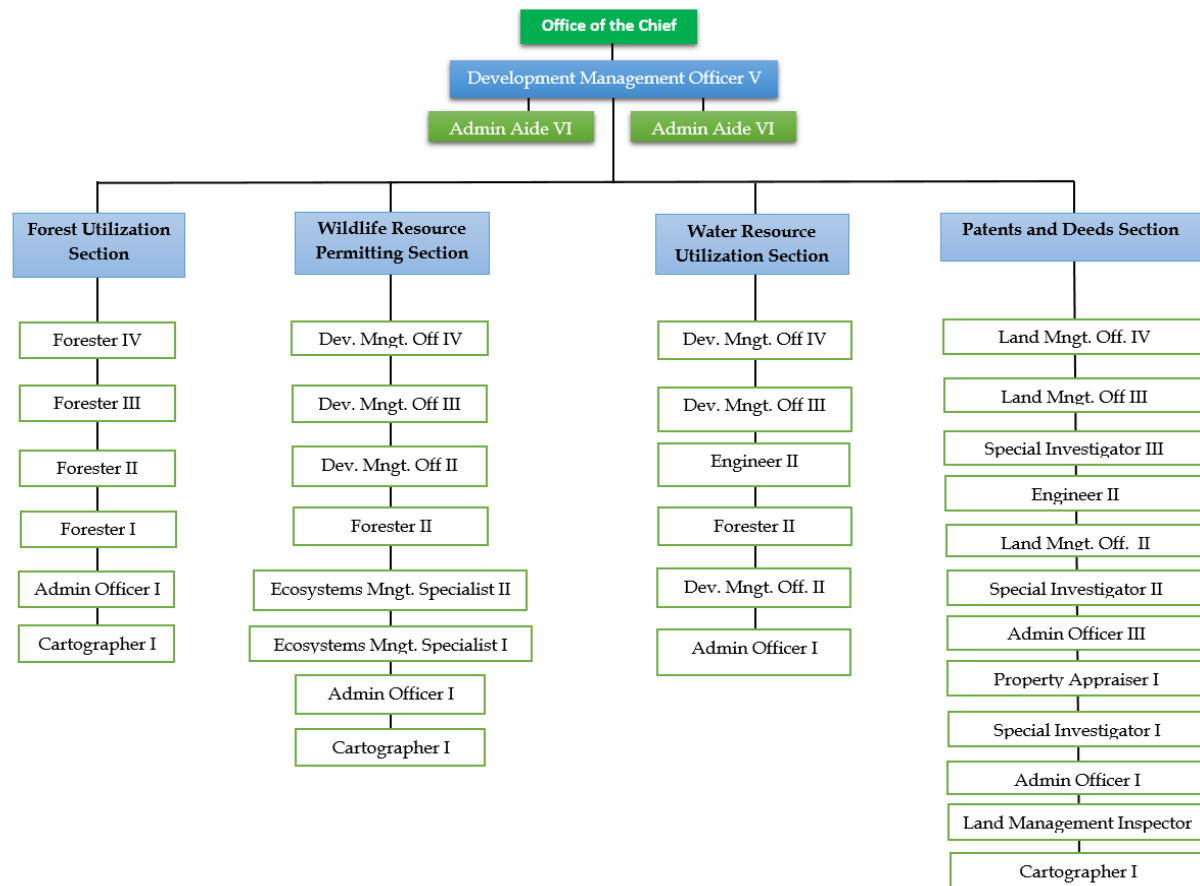 Office of the Chief
Development Management Officer V
Admin Aide VI
Admin Aide VI
Forest Utilization
Section
Forester IV
Forester III
Forester II
Forester I
Admin Officer I
Cartographer I
Wildlife Resource
Permitting Section
Dev. Mngt. Off IV
Dev. Mngt. Off III
Dev. Mngt. Off II
Forester II
Ecosystems Mngt. Specialist II
Ecosystems Mngt. Specialist I
Admin Officer I
Cartographer I
Water Resource
Utilization Section
Dev. Mngt. Off IV
Dev. Mngt. Off III
Engineer II
Forester II
Dev. Mngt. Off. II
Admin Officer I
Patents and Deeds Section
Land Mngt. Off. IV
Land Mngt. Off III
Special Investigator III
Engineer II
Land Mngt. Off. II
Special Investigator II
Admin Officer III
Property Appraiser I
Special Investigator I
Admin Officer I
Land Management Inspector
Cartographer I